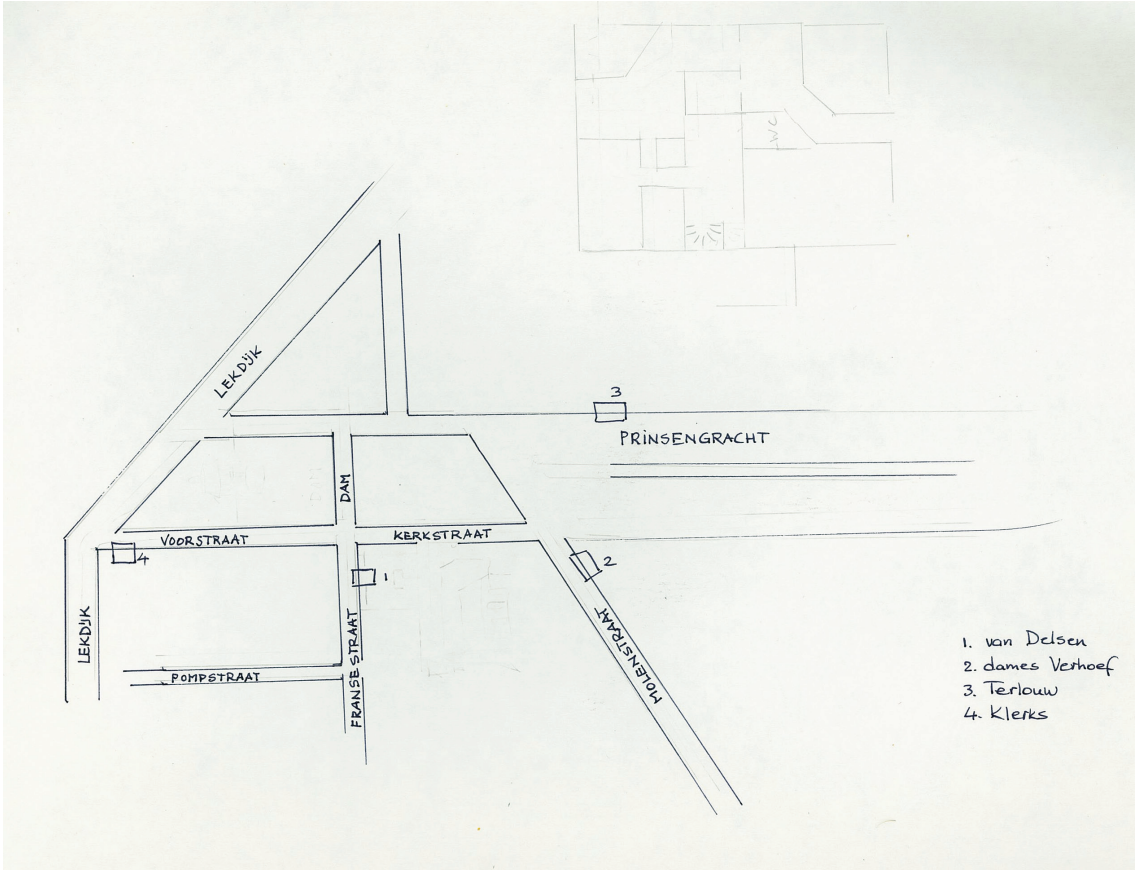 WC
LEKDIJK
3
PRINSENGRACHT
DAM
VOORSTRAAT
KERKSTRAAT
4
1
2
LEKDIJK
FRANSE STRAAT
MOLENSTRAAT
POMPSTRAAT
1. van Delsen
2. dames Verhoef
3. Terlouw
4. Klerks